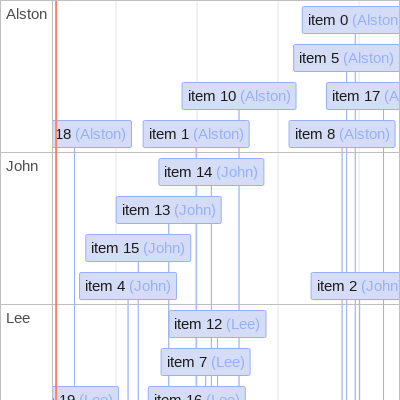 Alston
item 0 (Alston
item 5 (Alston)
item 10 (Alston)
item 17 (A
18 (Alston)
item 1 (Alston)
item 8 (Alston)
John
item 14 (John)
item 13 (John)
item 15 (John)
item 4 (John)
item 2 (John
Lee
item 12 (Lee)
item 7 (Lee)
19 (Lee)
item 16 (Lee)